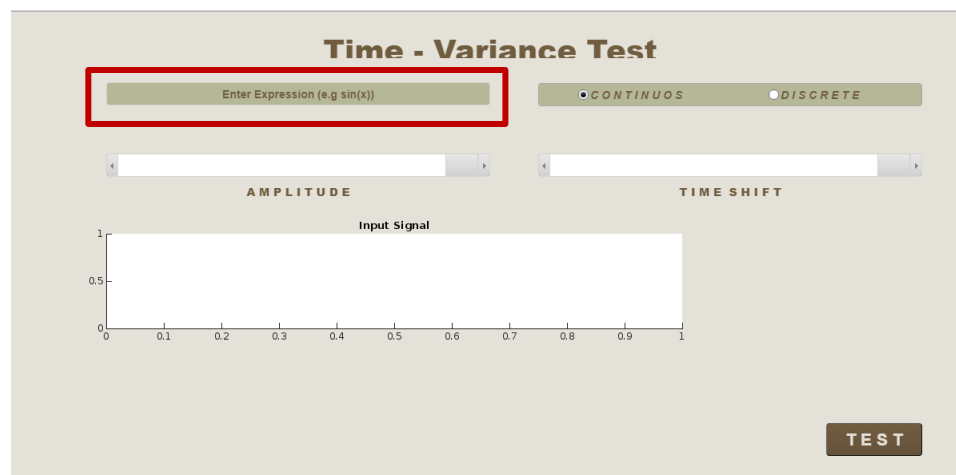 Time - Variance Test
Enter Expression (e.g sin(x))
CONTINUOS DISCRETE
AMPLITUDE TIME SHIFT
Input Signal
1
0.5
0
0 0.1 0.2 0.3 0.4 0.5 0.6 0.7 0.8 0.9 1
TEST